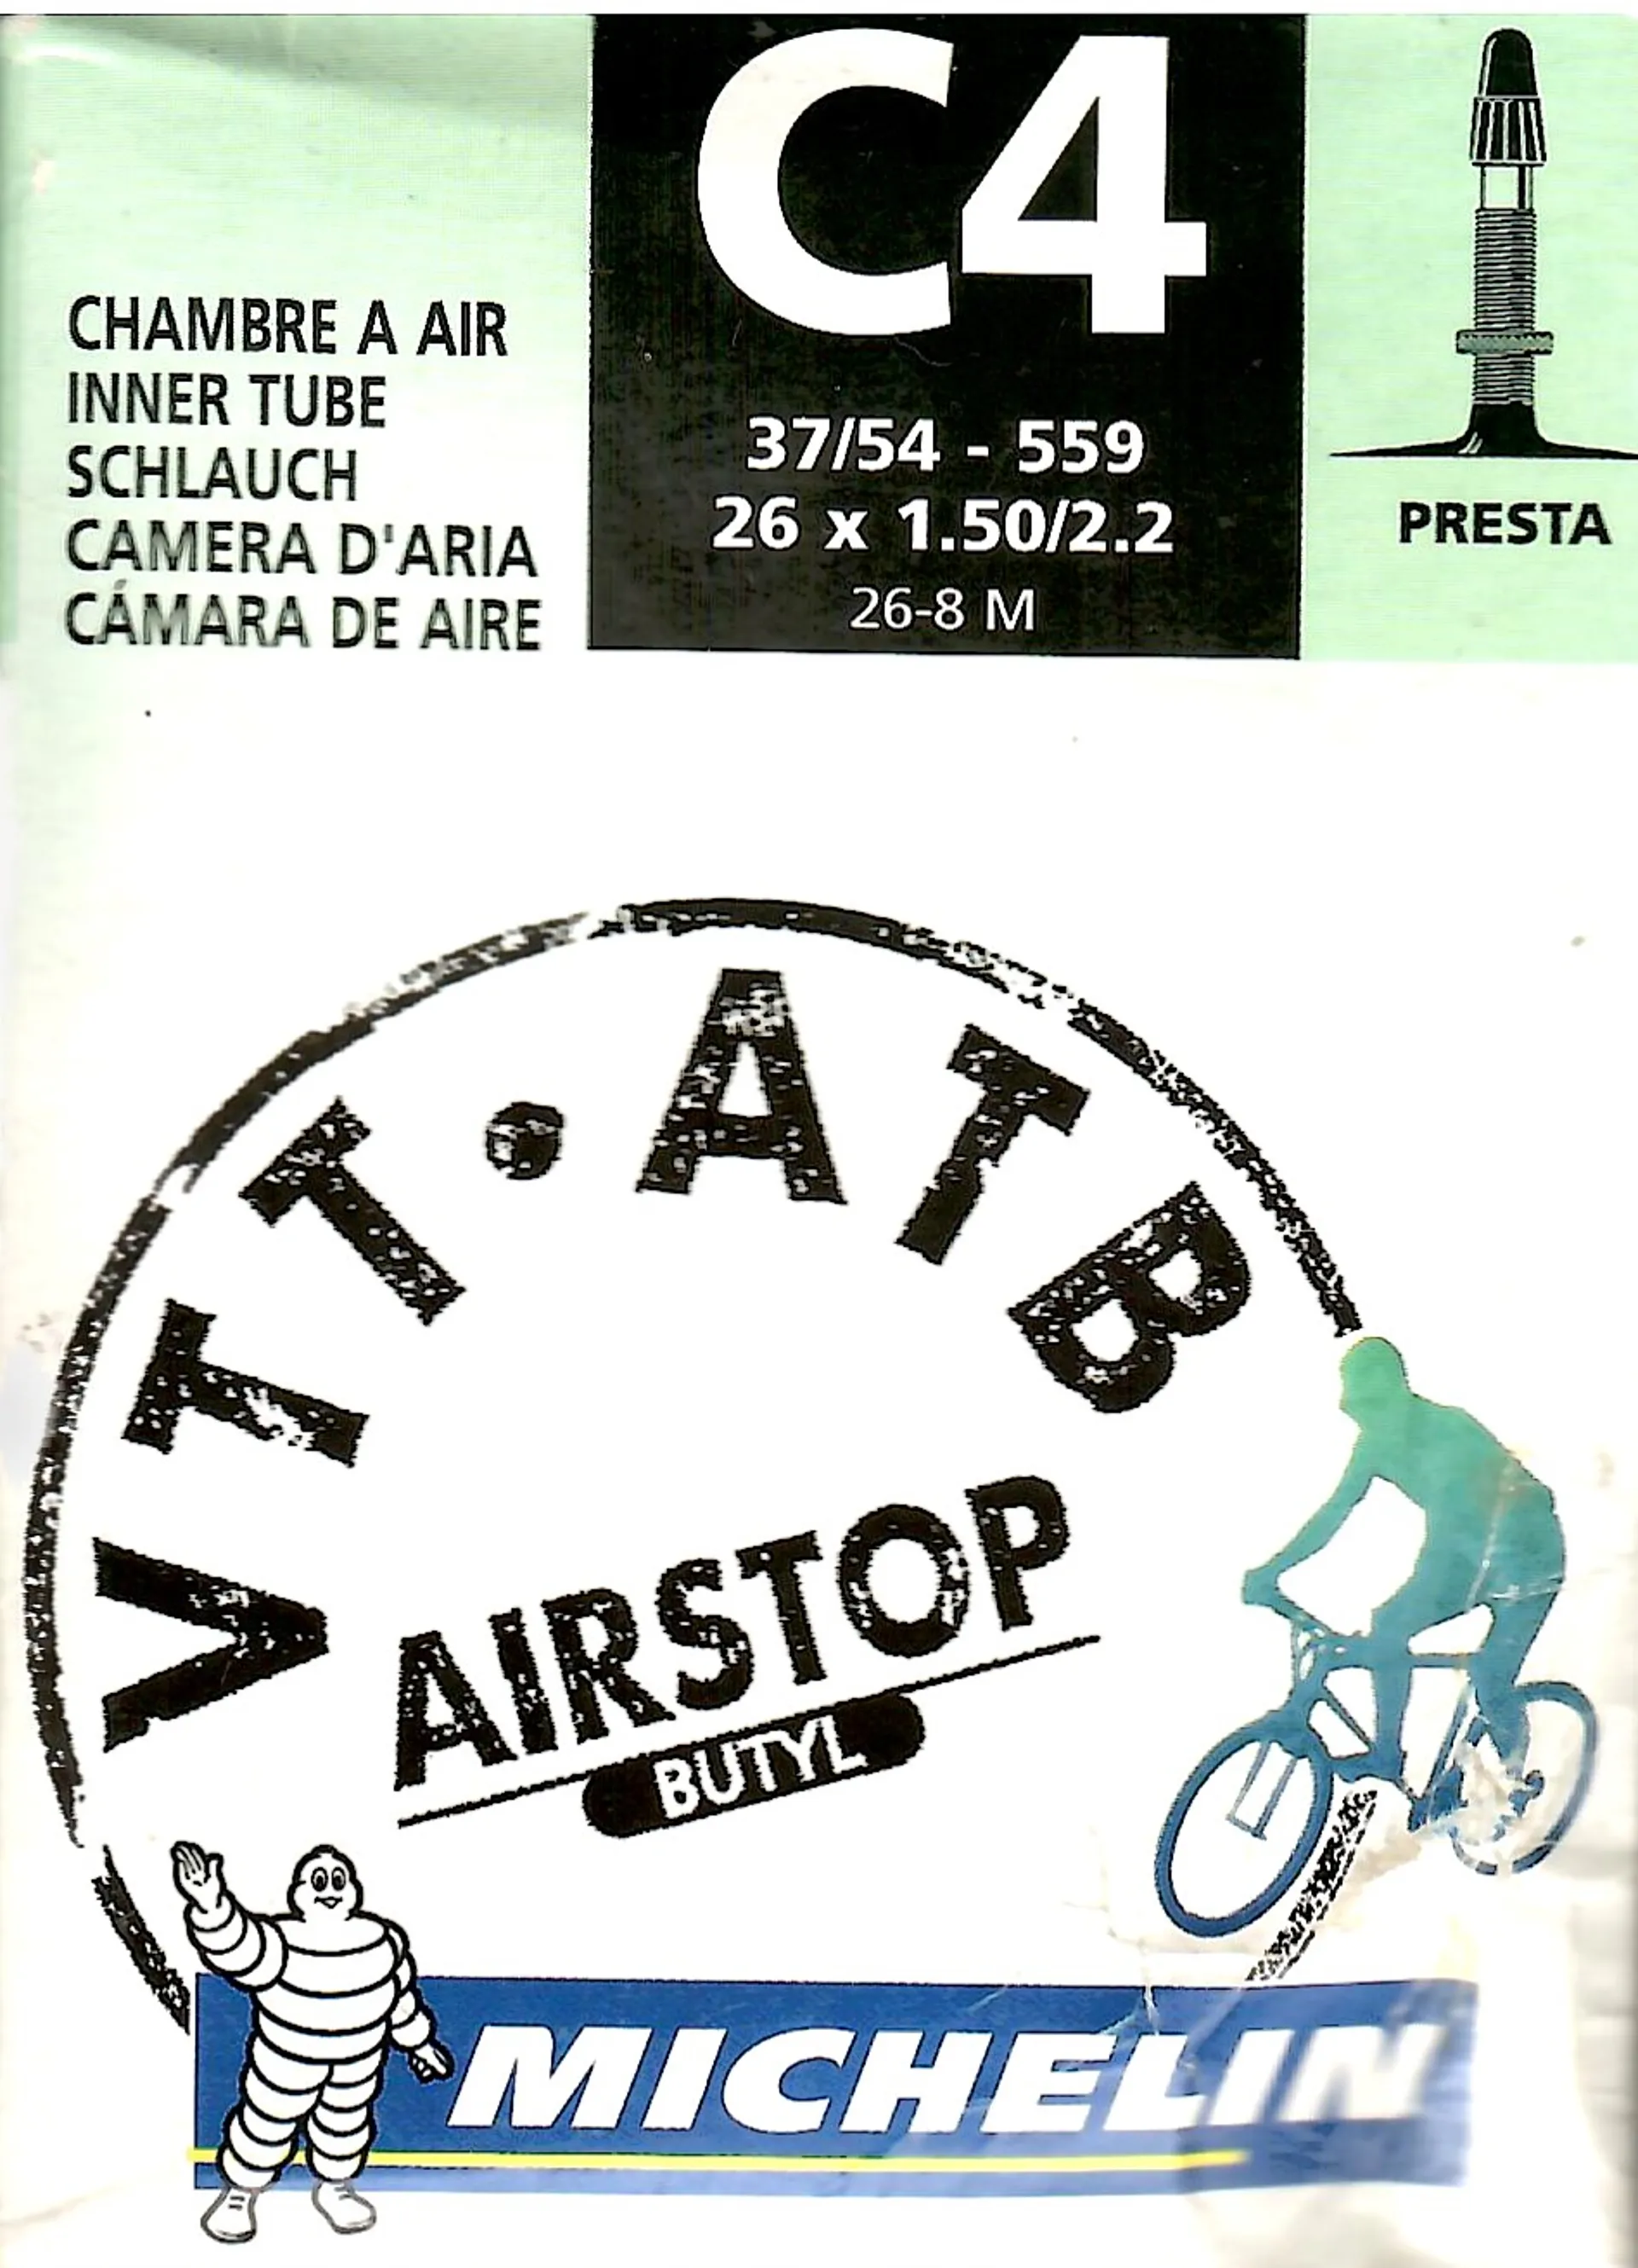 C4
CHAMBRE A AIR
INNER TUBE
SCHLAUCH
CAMERA D'ARIA
CÁMARA DE AIRE
37/54 - 559
26 x 1.50/2.2
26-8 M
PRESTA
VTT•ATB
AIRSTOP
BUTYL
MICHELIN